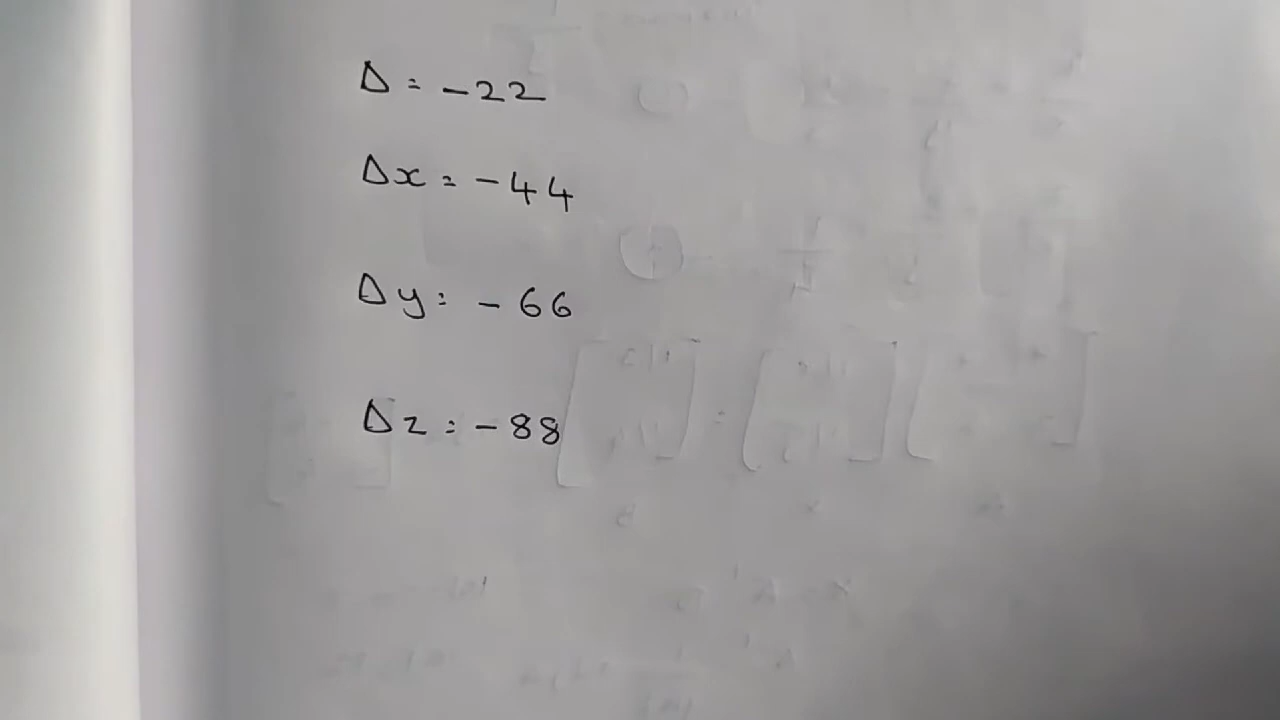 Δ = -22
Δx = -44
Δy = -66
Δz = -88